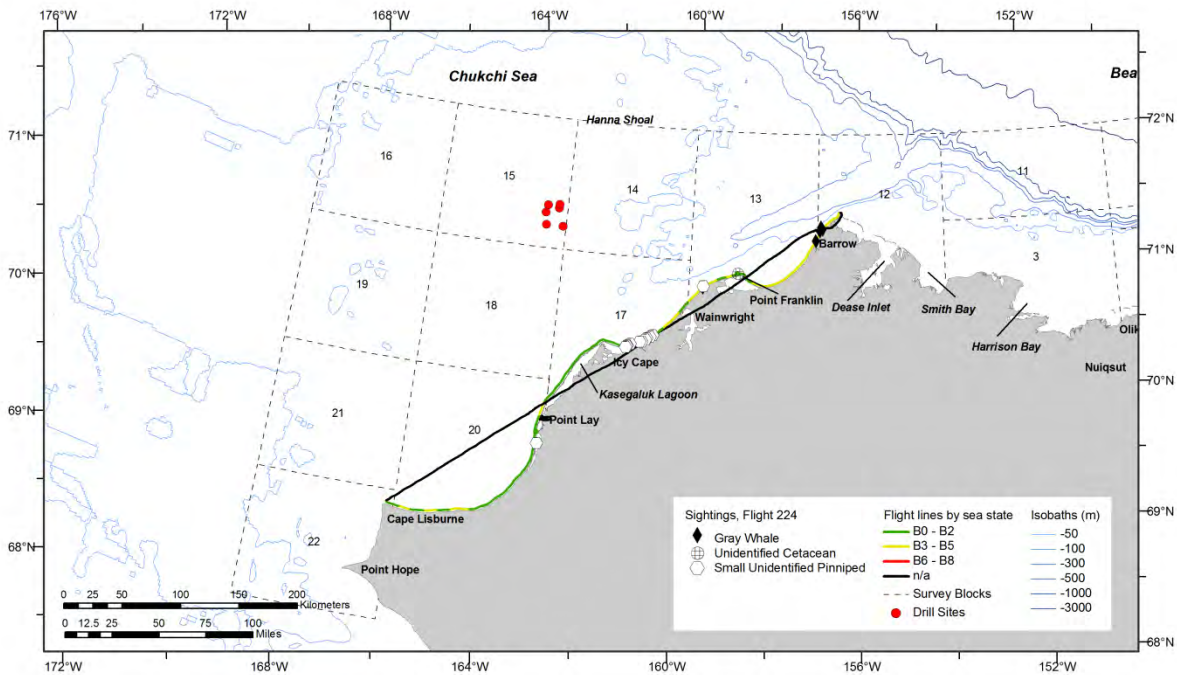 176°W 172°W 168°W 164°W 160°W 156°W 152°W
Chukchi Sea
Bea
72°N
71°N
Hanna Shoal
16
15
14
13
12
11
71°N
Barrow
3
70°N
19
18
17
Point Franklin
Wainwright
Dease Inlet
Smith Bay
Harrison Bay
Olik
Icy Cape
Nuiqsut
Kasegaluk Lagoon
70°N
69°N
21
20
Point Lay
Cape Lisburne
69°N
22
68°N
Point Hope
0 25 50 100 150 200
Kilometers
0 12.5 25 50 75 100
Miles
Sightings, Flight 224
Gray Whale
Unidentified Cetacean
Small Unidentified Pinniped
Flight lines by sea state
B0 - B2
B3 - B5
B6 - B8
n/a
Survey Blocks
Drill Sites
Isobaths (m)
-50
-100
-300
-500
-1000
-3000
68°N
172°W 168°W 164°W 160°W 156°W 152°W